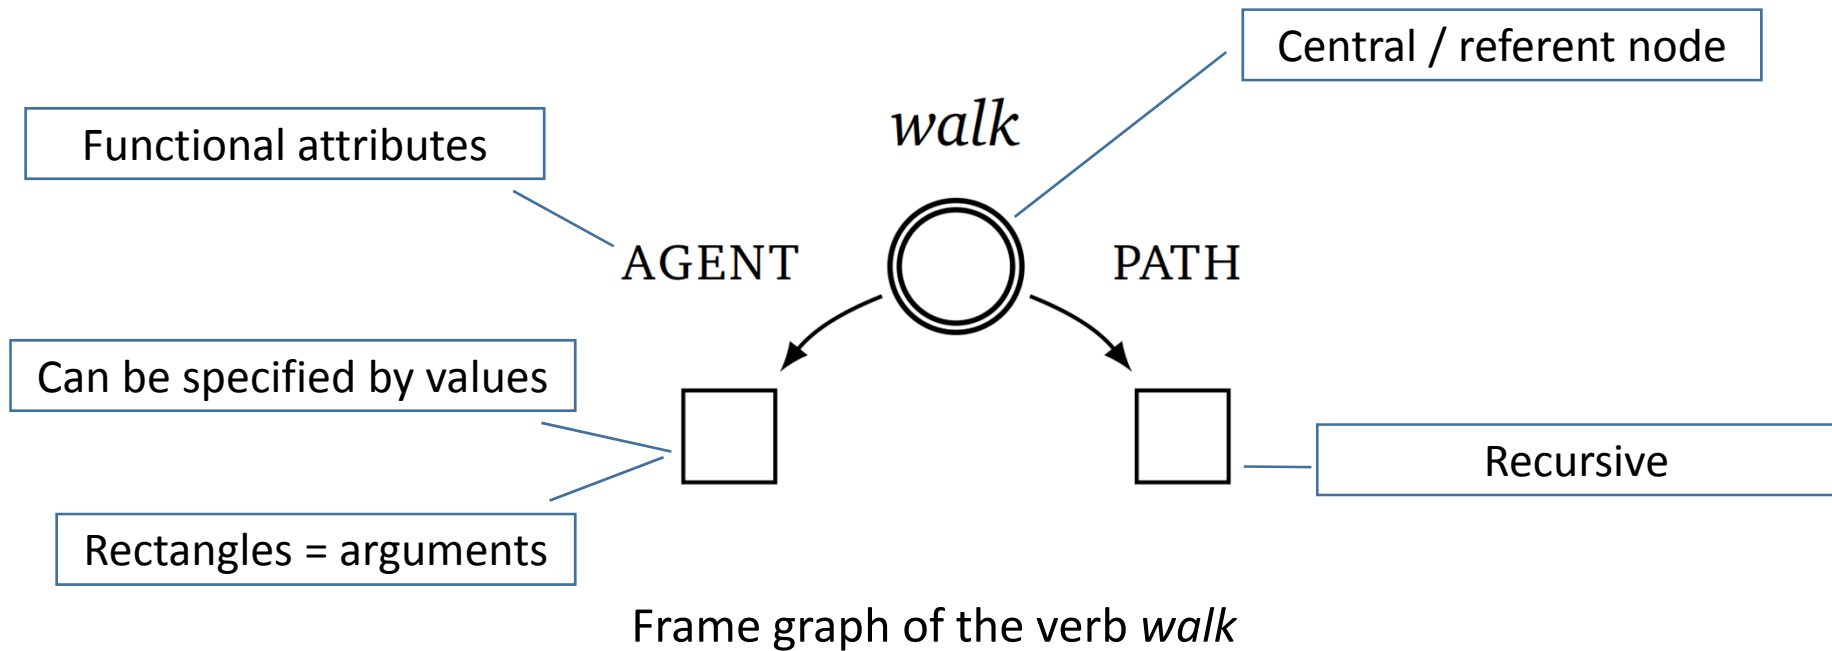 Central / referent node
walk
Functional attributes
AGENT
PATH
Can be specified by values
Recursive
Rectangles = arguments
Frame graph of the verb walk